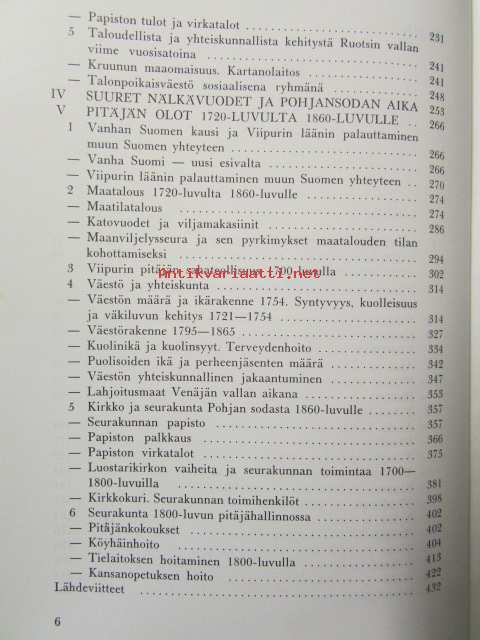 — Papiston tulot ja virkatalot 231
5 Taloudellista ja yhteiskunnallista kehitystä Ruotsin vallan
viime vuosisatoina 241
— Kruunun maaomaisuus. Kartanolaitos 241
— Talonpoikaisväestö sosiaalisena ryhmänä 248
IV SUURET NÄLKÄVUODET JA POHJANSODAN AIKA 253
V PITÄJÄN OLOT 1720-LUVULTA 1860-LUVULLE 266
1 Vanhan Suomen kausi ja Viipurin läänin palauttaminen
muun Suomen yhteyteen 266
— Vanha Suomi — uusi esivalta 266
— Viipurin läänin palauttaminen muun Suomen yhteyteen 270
2 Maatalous 1720-luvulta 1860-luvulle 274
— Maatilatalous 274
— Katovuodet ja viljamakasiinit 286
— Maanviljelysseura ja sen pyrkimykset maatalouden tilan
kohottamiseksi 294
3 Viipurin pitäjän 1700-luvulla 302
antikvariaatti.net
4 Väestö ja yhteiskunta 314
— Väestön määrä ja ikärakenne 1754. Syntyvyys, kuolleisuus
ja väkiluvun kehitys 1721—1754 314
— Väestörakenne 1795—1865 327
— Kuolinikä ja kuolinsyyt. Terveydenhoito 334
— Puolisoiden ikä ja perheenjäsenten määrä 342
— Väestön yhteiskunnallinen jakaantuminen 347
— Lahjoitusmaat Venäjän vallan aikana 353
5 Kirkko ja seurakunta Pohjan sodasta 1860-luvulle 357
— Seurakunnan papisto 357
— Papiston palkkaus 366
— Papiston virkatalot 375
— Luostarikirkon vaiheita ja seurakunnan toimintaa 1700—
1800-luvuilla 381
— Kirkkokuri. Seurakunnan toimihenkilöt 398
6 Seurakunta 1800-luvun pitäjähallinnossa 402
— Pitäjänkokoukset 402
— Köyhäinhoito 404
— Tielaitoksen hoitaminen 1800-luvulla 413
— Kansanopetuksen hoito 422
Lähdeviitteet 432
6